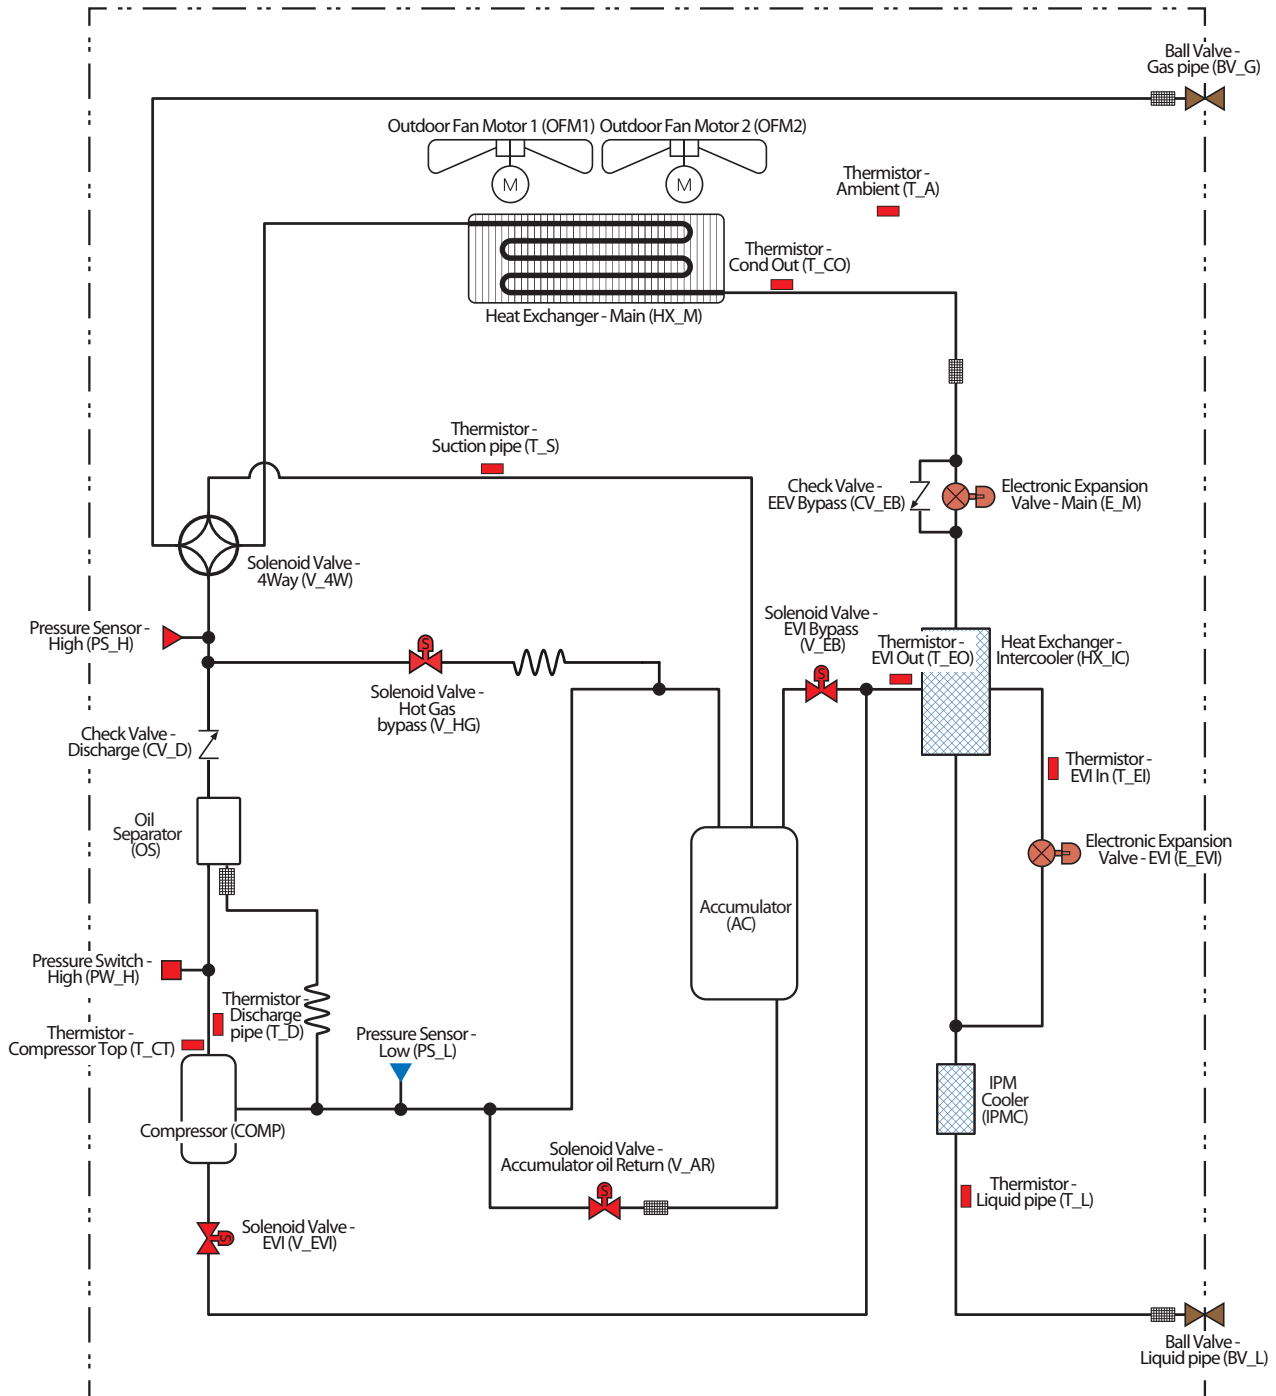 Ball Valve -
Gas pipe (BV_G)
Outdoor Fan Motor 1 (OFM1)
Outdoor Fan Motor 2 (OFM2)
M
M
Thermistor -
Ambient (T_A)
Thermistor -
Cond Out (T_CO)
Heat Exchanger - Main (HX_M)
Thermistor -
Suction pipe (T_S)
Check Valve -
EEV Bypass (CV_EB)
Electronic Expansion
Valve - Main (E_M)
Solenoid Valve -
4Way (V_4W)
Pressure Sensor -
High (PS_H)
S
Solenoid Valve -
Hot Gas
bypass (V_HG)
Solenoid Valve -
EVI Bypass
(V_EB)
S
Thermistor -
EVI Out (T_EO)
Heat Exchanger -
Intercooler (HX_IC)
Check Valve -
Discharge (CV_D)
Thermistor -
EVI In (T_EI)
Oil
Separator
(OS)
Electronic Expansion
Valve - EVI (E_EVI)
Accumulator
(AC)
Pressure Switch -
High (PW_H)
Thermistor -
Discharge
pipe (T_D)
Thermistor -
Compressor Top (T_CT)
Pressure Sensor -
Low (PS_L)
Compressor (COMP)
IPM
Cooler
(IPMC)
Solenoid Valve -
Accumulator oil Return (V_AR)
S
Thermistor -
Liquid pipe (T_L)
Solenoid Valve -
EVI (V_EVI)
S
Ball Valve -
Liquid pipe (BV_L)